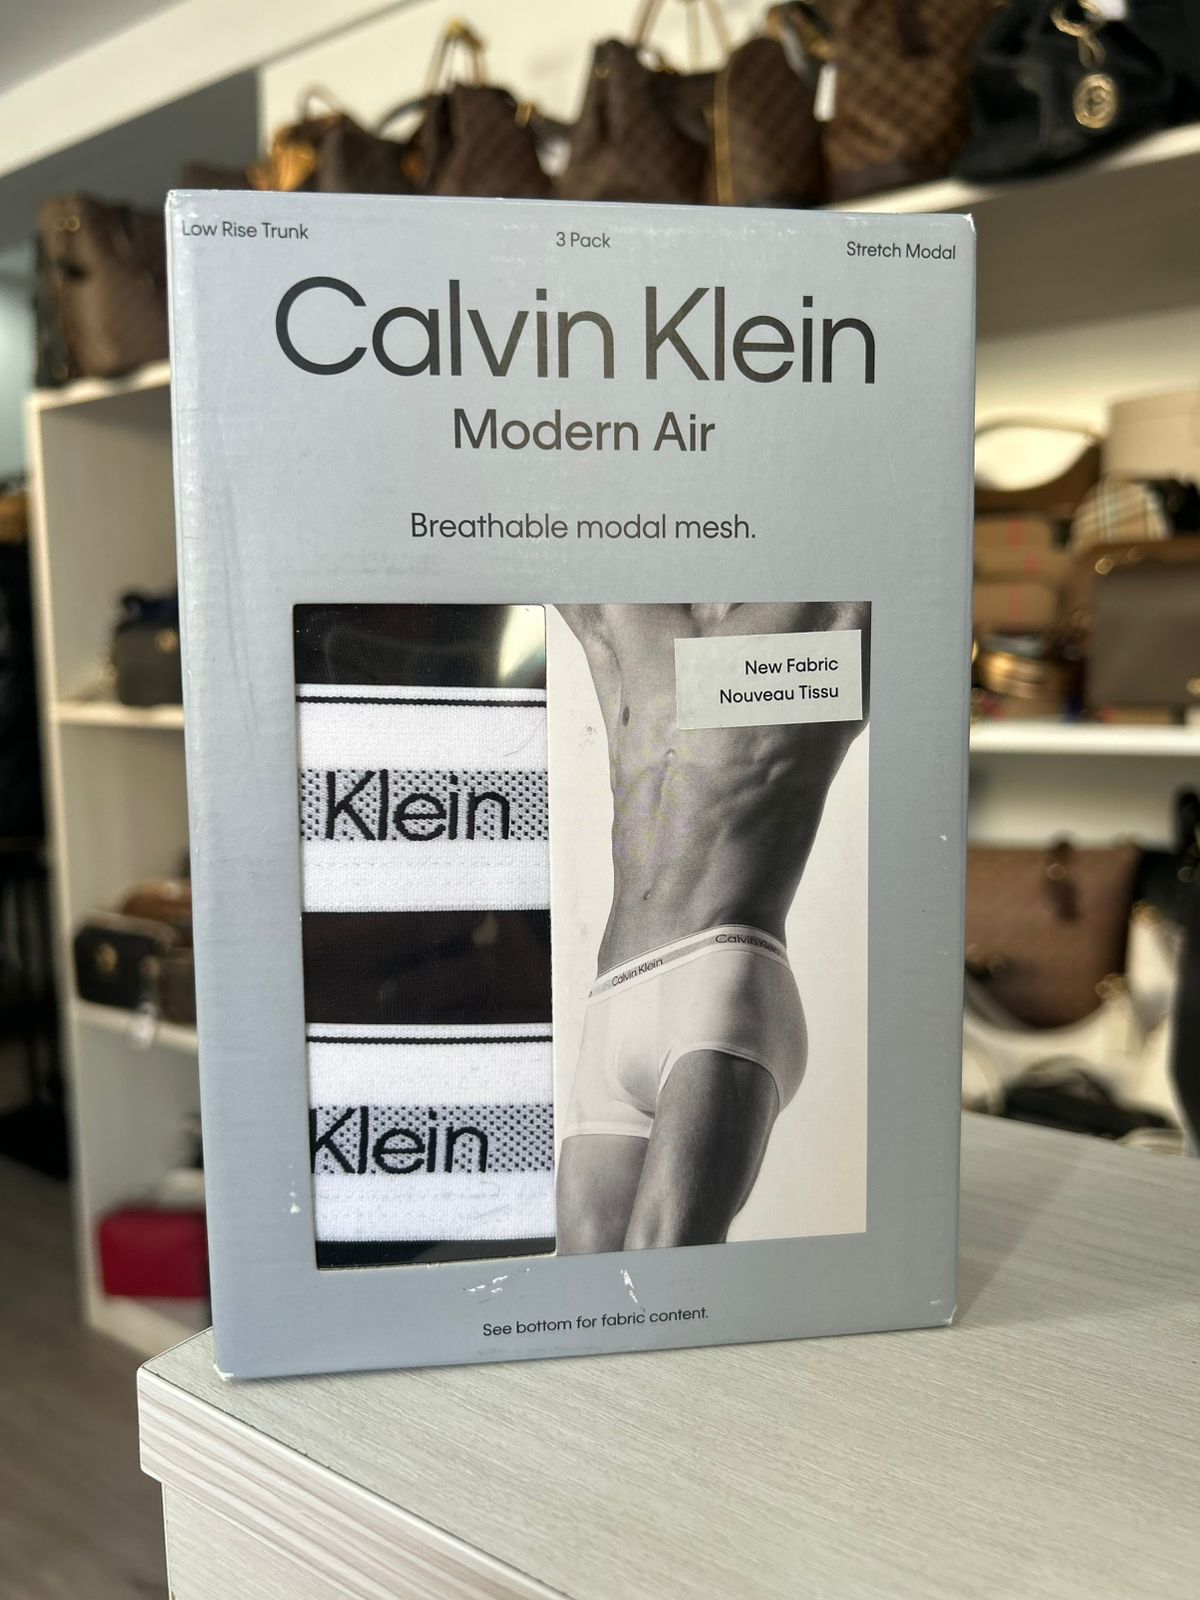 Low Rise Trunk
3 Pack
Stretch Modal
Calvin Klein
Modern Air
Breathable modal mesh.
New Fabric
Nouveau Tissu
Klein
Calvin Klein
Calvin Klein
Klein
See bottom for fabric content.